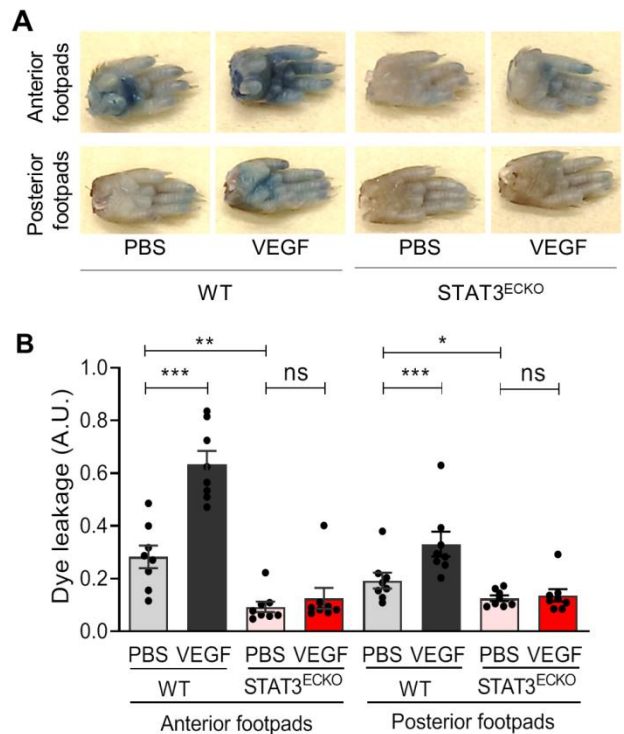 A
Anterior footpads
Posterior footpads
PBS VEGF PBS VEGF
WT STAT3ECKO
B
** *
*** ns *** ns
Dye leakage (A.U.)
1.0
0.8
0.6
0.4
0.2
0.0
PBS VEGF PBS VEGF PBS VEGF PBS VEGF
WT STAT3ECKO WT STAT3ECKO
Anterior footpads Posterior footpads